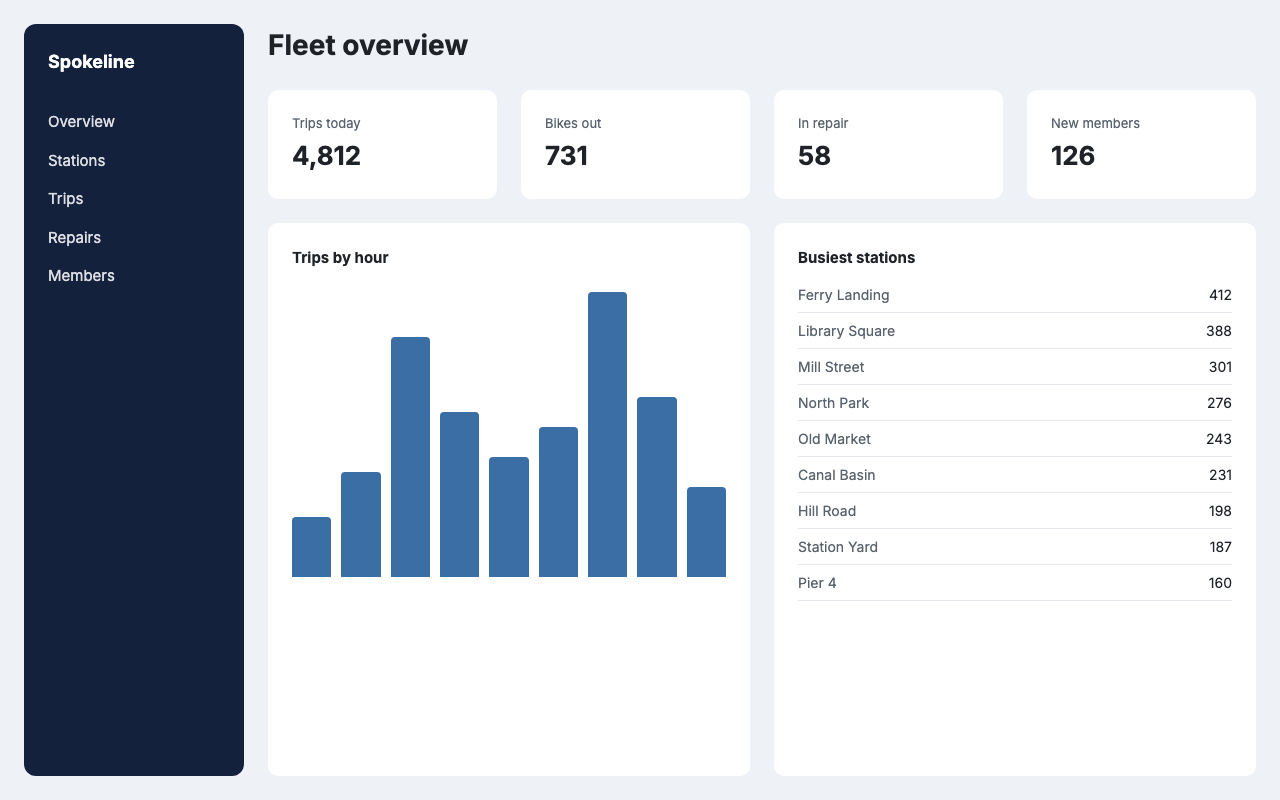 Spokeline
Overview
Stations
Trips
Repairs
Members
Fleet overview
Trips today
4,812
Bikes out
731
In repair
58
New members
126
Trips by hour
Busiest stations
Ferry Landing 412
Library Square 388
Mill Street 301
North Park 276
Old Market 243
Canal Basin 231
Hill Road 198
Station Yard 187
Pier 4 160